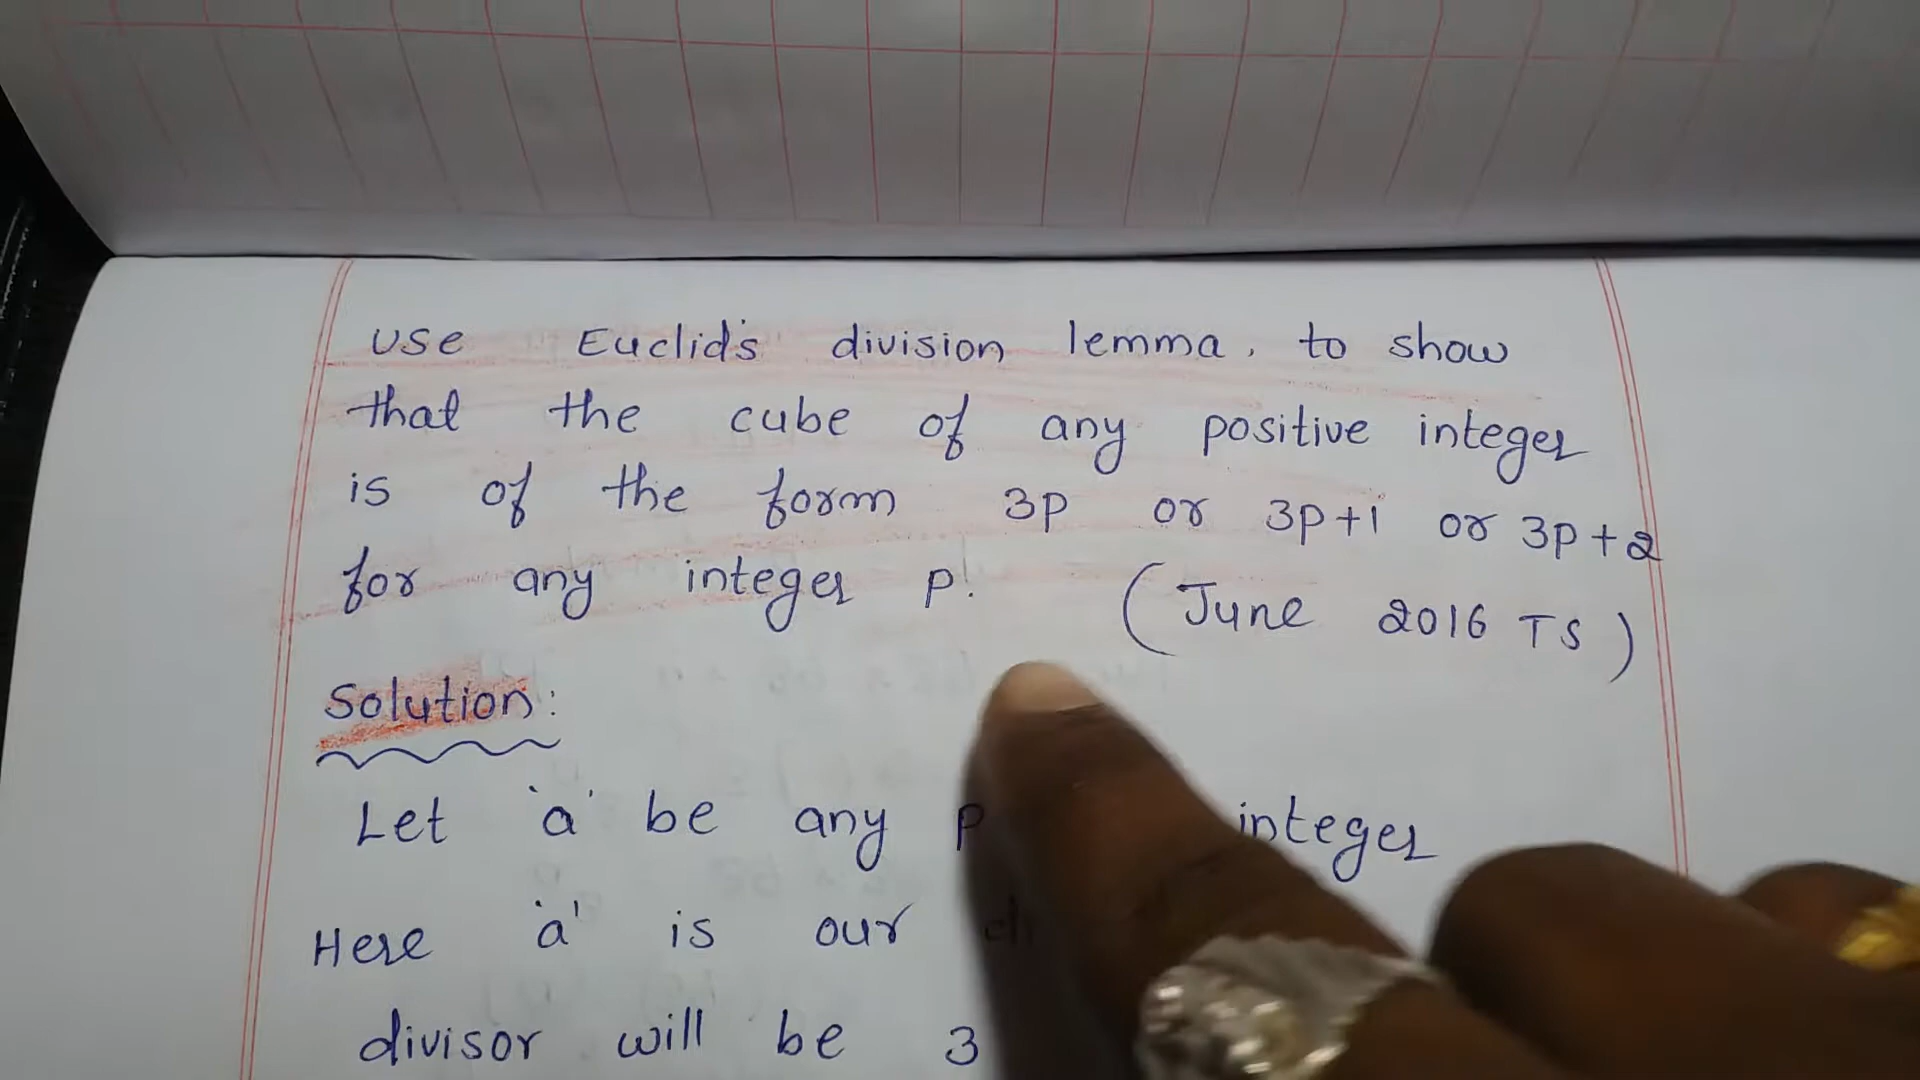 USE Euclid's division lemma, to show
that the cube of any positive integer
is of the form 3p or 3p+1 or 3p+2
for any integer p!
(June 2016 TS)
Solution:
Let 'a' be any integer
Here 'a' is our
divisor will be 3